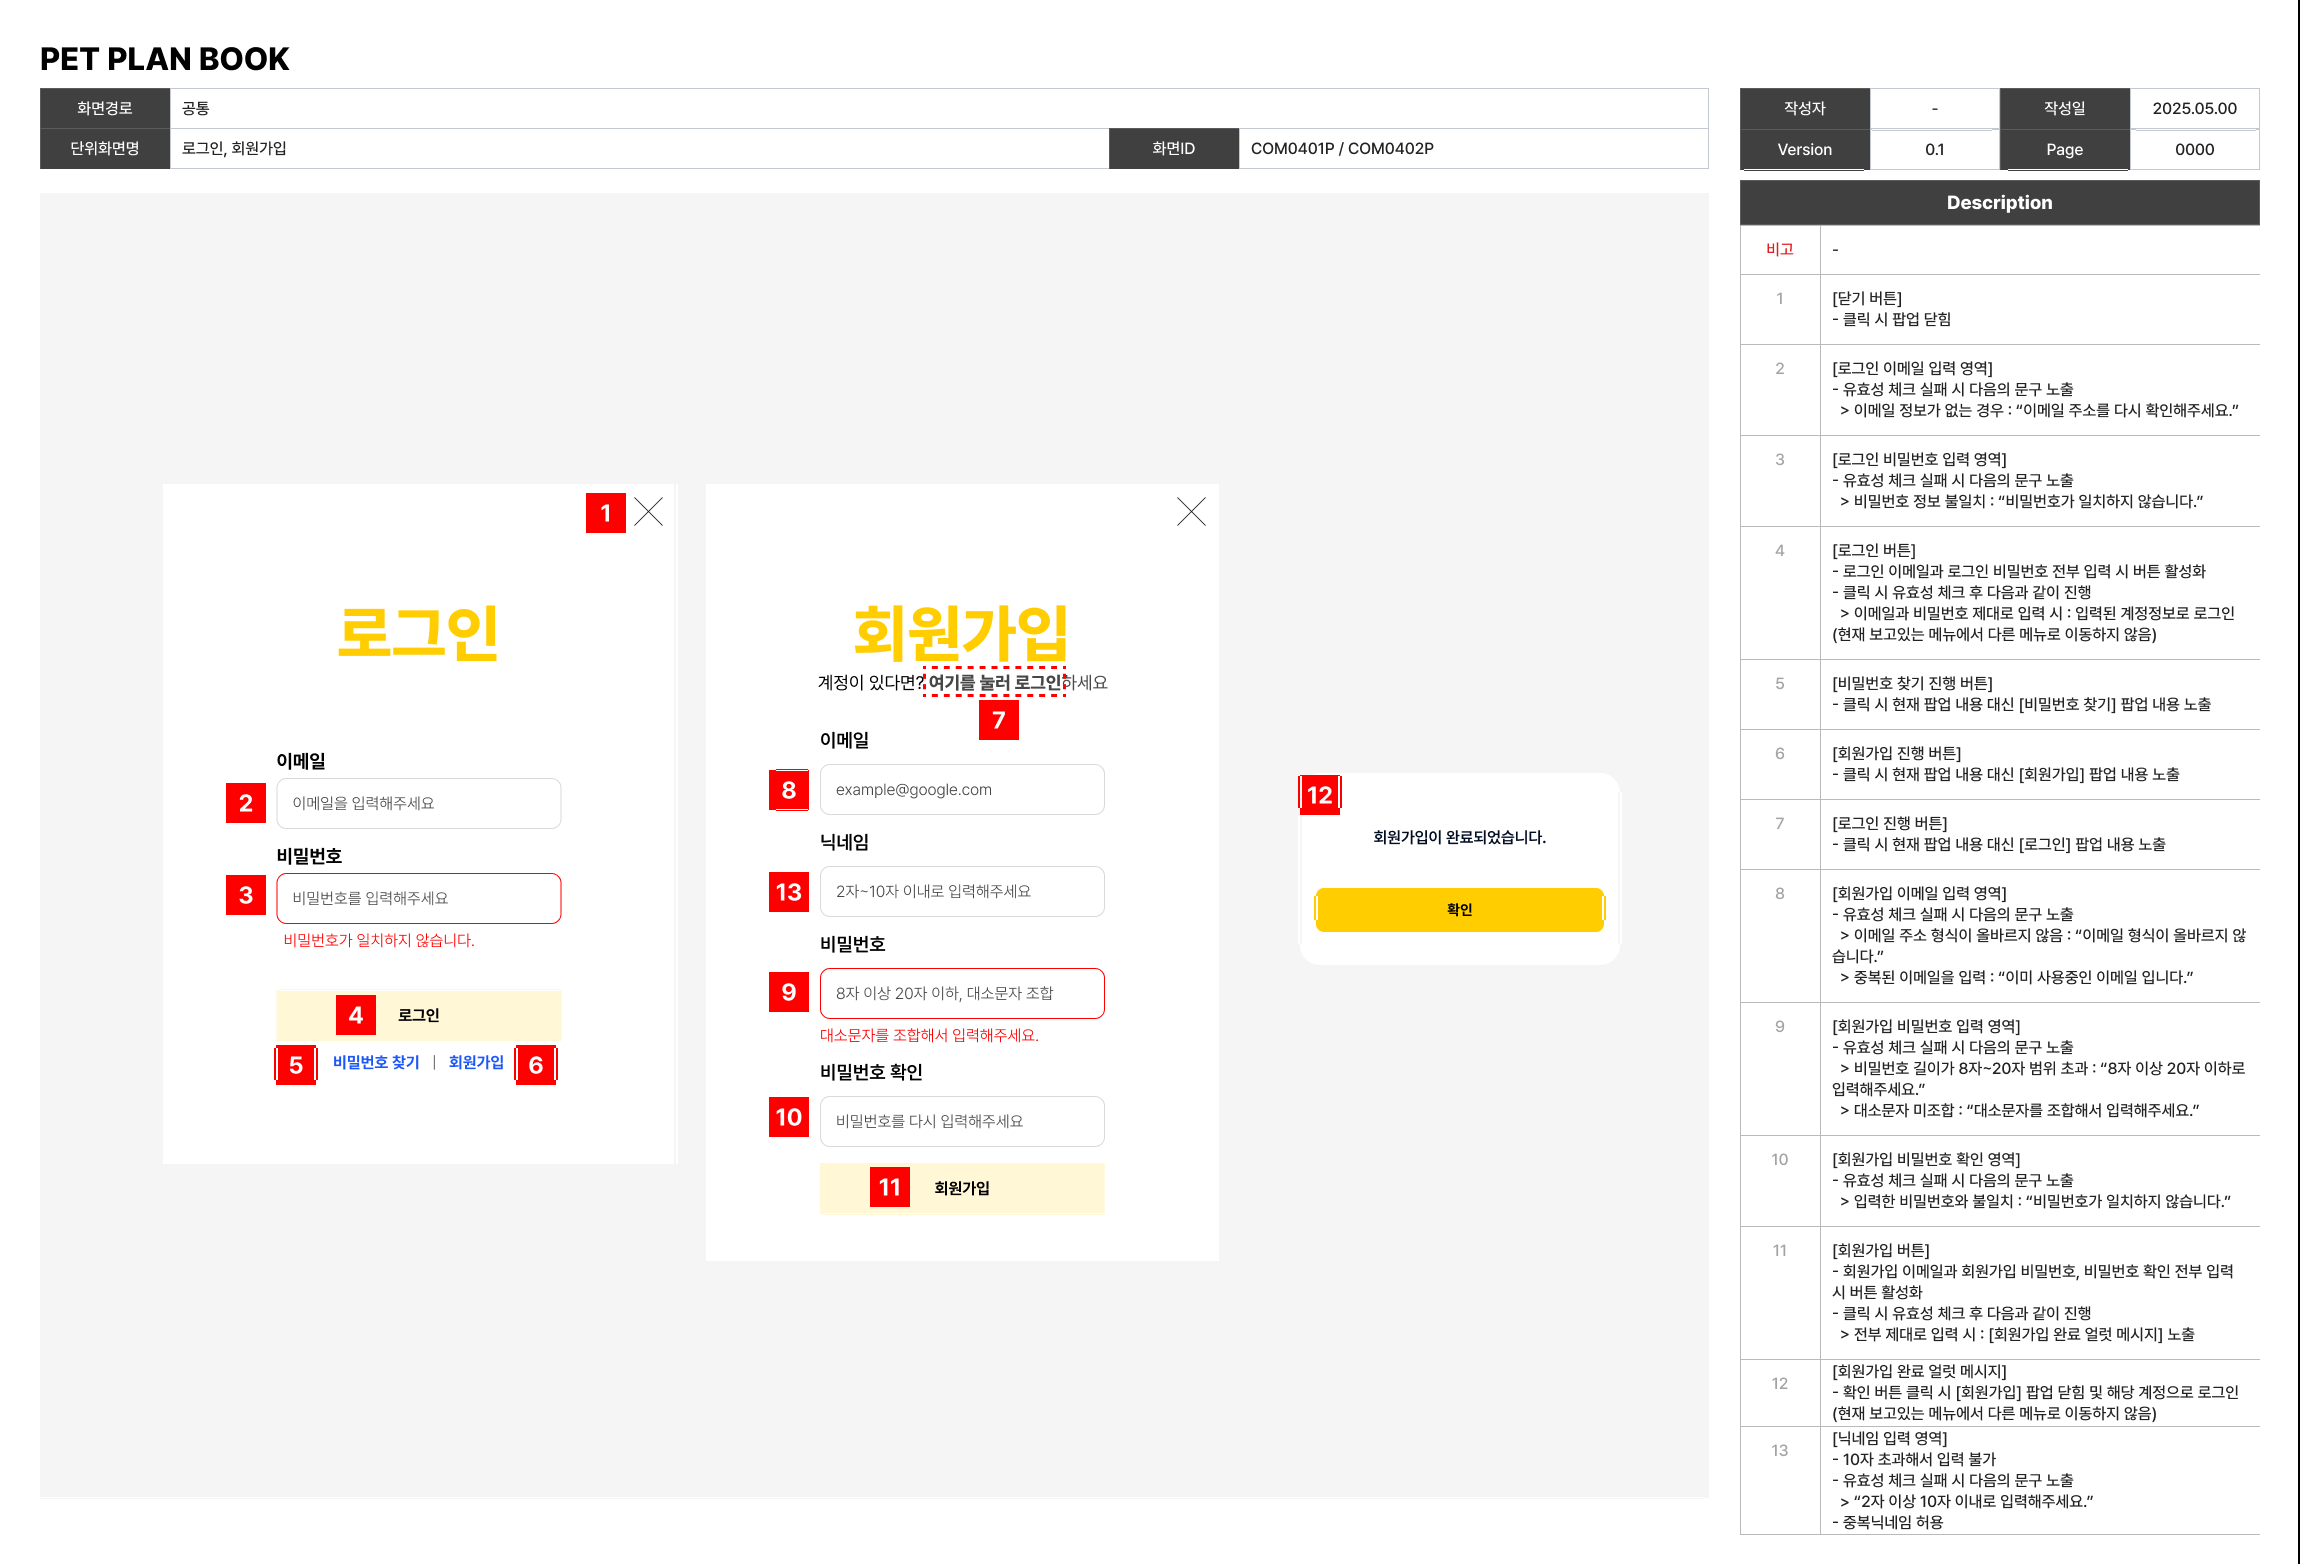 PET PLAN BOOK
화면경로 공통
단위화면명 로그인, 회원가입 화면ID COM0401P / COM0402P
작성자 - 작성일 2025.05.00
Version 0.1 Page 0000
1
로그인
이메일
2 이메일을 입력해주세요
비밀번호
3 비밀번호를 입력해주세요
비밀번호가 일치하지 않습니다.
4 로그인
5 비밀번호 찾기 | 회원가입 6
회원가입
계정이 있다면? 여기를 눌러 로그인하세요
7
이메일
8 example@google.com
닉네임
13 2자~10자 이내로 입력해주세요
비밀번호
9 8자 이상 20자 이하, 대소문자 조합
대소문자를 조합해서 입력해주세요.
비밀번호 확인
10 비밀번호를 다시 입력해주세요
11 회원가입
12
회원가입이 완료되었습니다.
확인
Description
비고 -
1 [닫기 버튼]
- 클릭 시 팝업 닫힘
2 [로그인 이메일 입력 영역]
- 유효성 체크 실패 시 다음의 문구 노출
> 이메일 정보가 없는 경우 : “이메일 주소를 다시 확인해주세요.”
3 [로그인 비밀번호 입력 영역]
- 유효성 체크 실패 시 다음의 문구 노출
> 비밀번호 정보 불일치 : “비밀번호가 일치하지 않습니다.”
4 [로그인 버튼]
- 로그인 이메일과 로그인 비밀번호 전부 입력 시 버튼 활성화
- 클릭 시 유효성 체크 후 다음과 같이 진행
> 이메일과 비밀번호 제대로 입력 시 : 입력된 계정정보로 로그인
(현재 보고있는 메뉴에서 다른 메뉴로 이동하지 않음)
5 [비밀번호 찾기 진행 버튼]
- 클릭 시 현재 팝업 내용 대신 [비밀번호 찾기] 팝업 내용 노출
6 [회원가입 진행 버튼]
- 클릭 시 현재 팝업 내용 대신 [회원가입] 팝업 내용 노출
7 [로그인 진행 버튼]
- 클릭 시 현재 팝업 내용 대신 [로그인] 팝업 내용 노출
8 [회원가입 이메일 입력 영역]
- 유효성 체크 실패 시 다음의 문구 노출
> 이메일 주소 형식이 올바르지 않음 : “이메일 형식이 올바르지 않
습니다.”
> 중복된 이메일을 입력 : “이미 사용중인 이메일 입니다.”
9 [회원가입 비밀번호 입력 영역]
- 유효성 체크 실패 시 다음의 문구 노출
> 비밀번호 길이가 8자~20자 범위 초과 : “8자 이상 20자 이하로
입력해주세요.”
> 대소문자 미조합 : “대소문자를 조합해서 입력해주세요.”
10 [회원가입 비밀번호 확인 영역]
- 유효성 체크 실패 시 다음의 문구 노출
> 입력한 비밀번호와 불일치 : “비밀번호가 일치하지 않습니다.”
11 [회원가입 버튼]
- 회원가입 이메일과 회원가입 비밀번호, 비밀번호 확인 전부 입력
시 버튼 활성화
- 클릭 시 유효성 체크 후 다음과 같이 진행
> 전부 제대로 입력 시 : [회원가입 완료 얼럿 메시지] 노출
12 [회원가입 완료 얼럿 메시지]
- 확인 버튼 클릭 시 [회원가입] 팝업 닫힘 및 해당 계정으로 로그인
(현재 보고있는 메뉴에서 다른 메뉴로 이동하지 않음)
13 [닉네임 입력 영역]
- 10자 초과해서 입력 불가
- 유효성 체크 실패 시 다음의 문구 노출
> “2자 이상 10자 이내로 입력해주세요.”
- 중복닉네임 허용